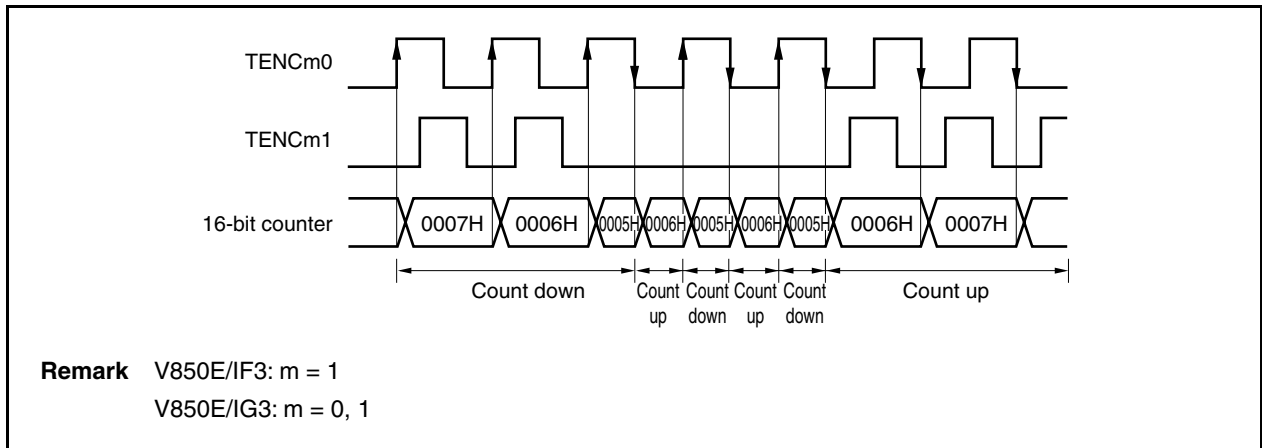 TENCm0
TENCm1
16-bit counter
0007H 0006H 0005H 0006H 0005H 0006H 0005H 0006H 0007H
Count down Count up Count down Count up Count down Count up
Remark V850E/IF3: m = 1
V850E/IG3: m = 0, 1